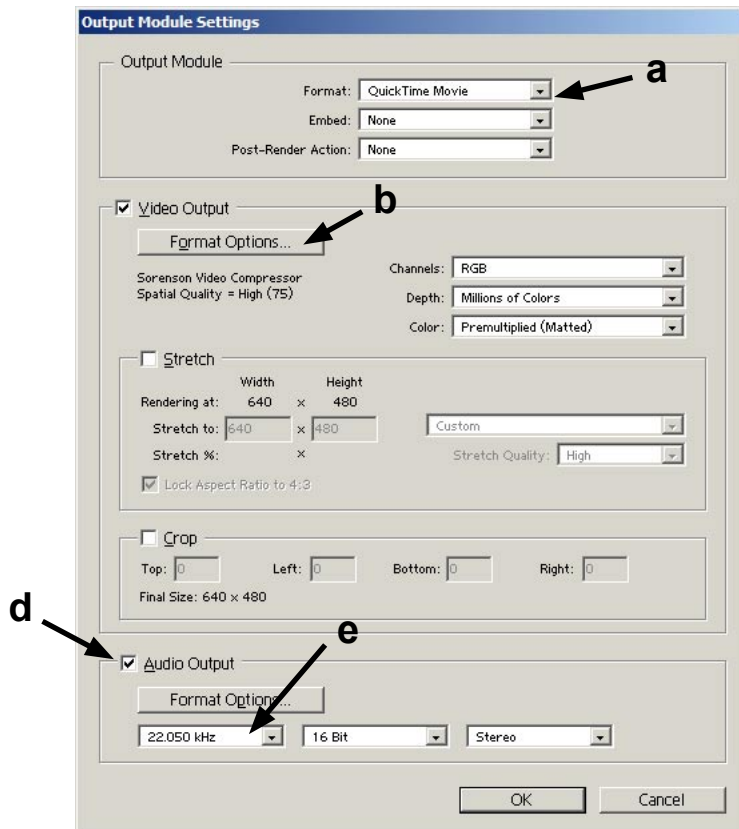 Output Module Settings
Output Module
a
Format: QuickTime Movie
Embed: None
Post-Render Action: None
Video Output
b
Format Options...
Sorenson Video Compressor
Spatial Quality = High (75)
Channels: RGB
Depth: Millions of Colors
Color: Premultiplied (Matted)
Stretch
Width Height
Rendering at: 640 x 480
Stretch to: 640 x 480 Custom
Stretch %: x Stretch Quality: High
Lock Aspect Ratio to 4:3
Crop
Top: 0 Left: 0 Bottom: 0 Right: 0
Final Size: 640 x 480
d
e
Audio Output
Format Options...
22.050 kHz 16 Bit Stereo
OK Cancel